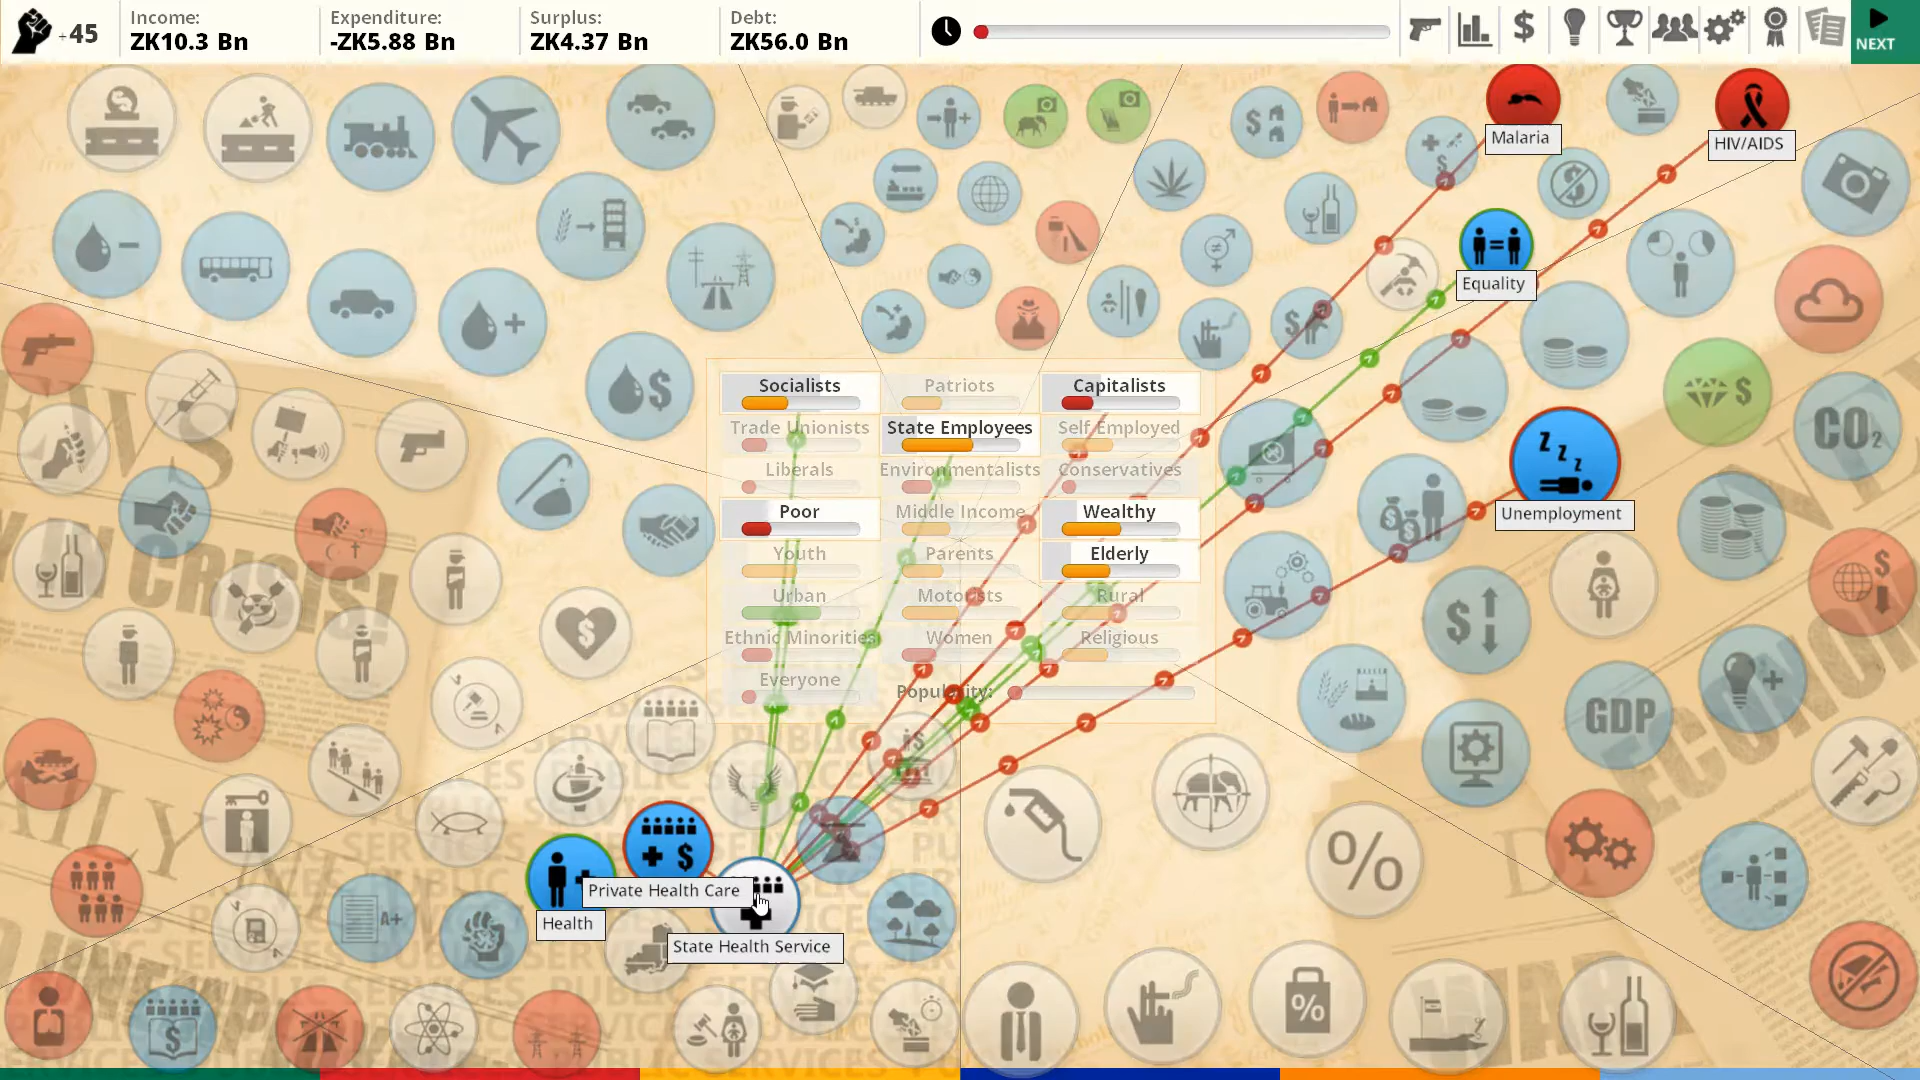 +45
Income:
ZK10.3 Bn
Expenditure:
-ZK5.88 Bn
Surplus:
ZK4.37 Bn
Debt:
ZK56.0 Bn
NEXT
Malaria
HIV/AIDS
Equality
Unemployment
Socialists
Patriots
Capitalists
Trade Unionists
State Employees
Self Employed
Liberals
Environmentalists
Conservatives
Poor
Middle Income
Wealthy
Youth
Parents
Elderly
Urban
Motorists
Rural
Ethnic Minorities
Women
Religious
Everyone
Popularity:
CO2
GDP
%
%
A+
Private Health Care
Health
State Health Service